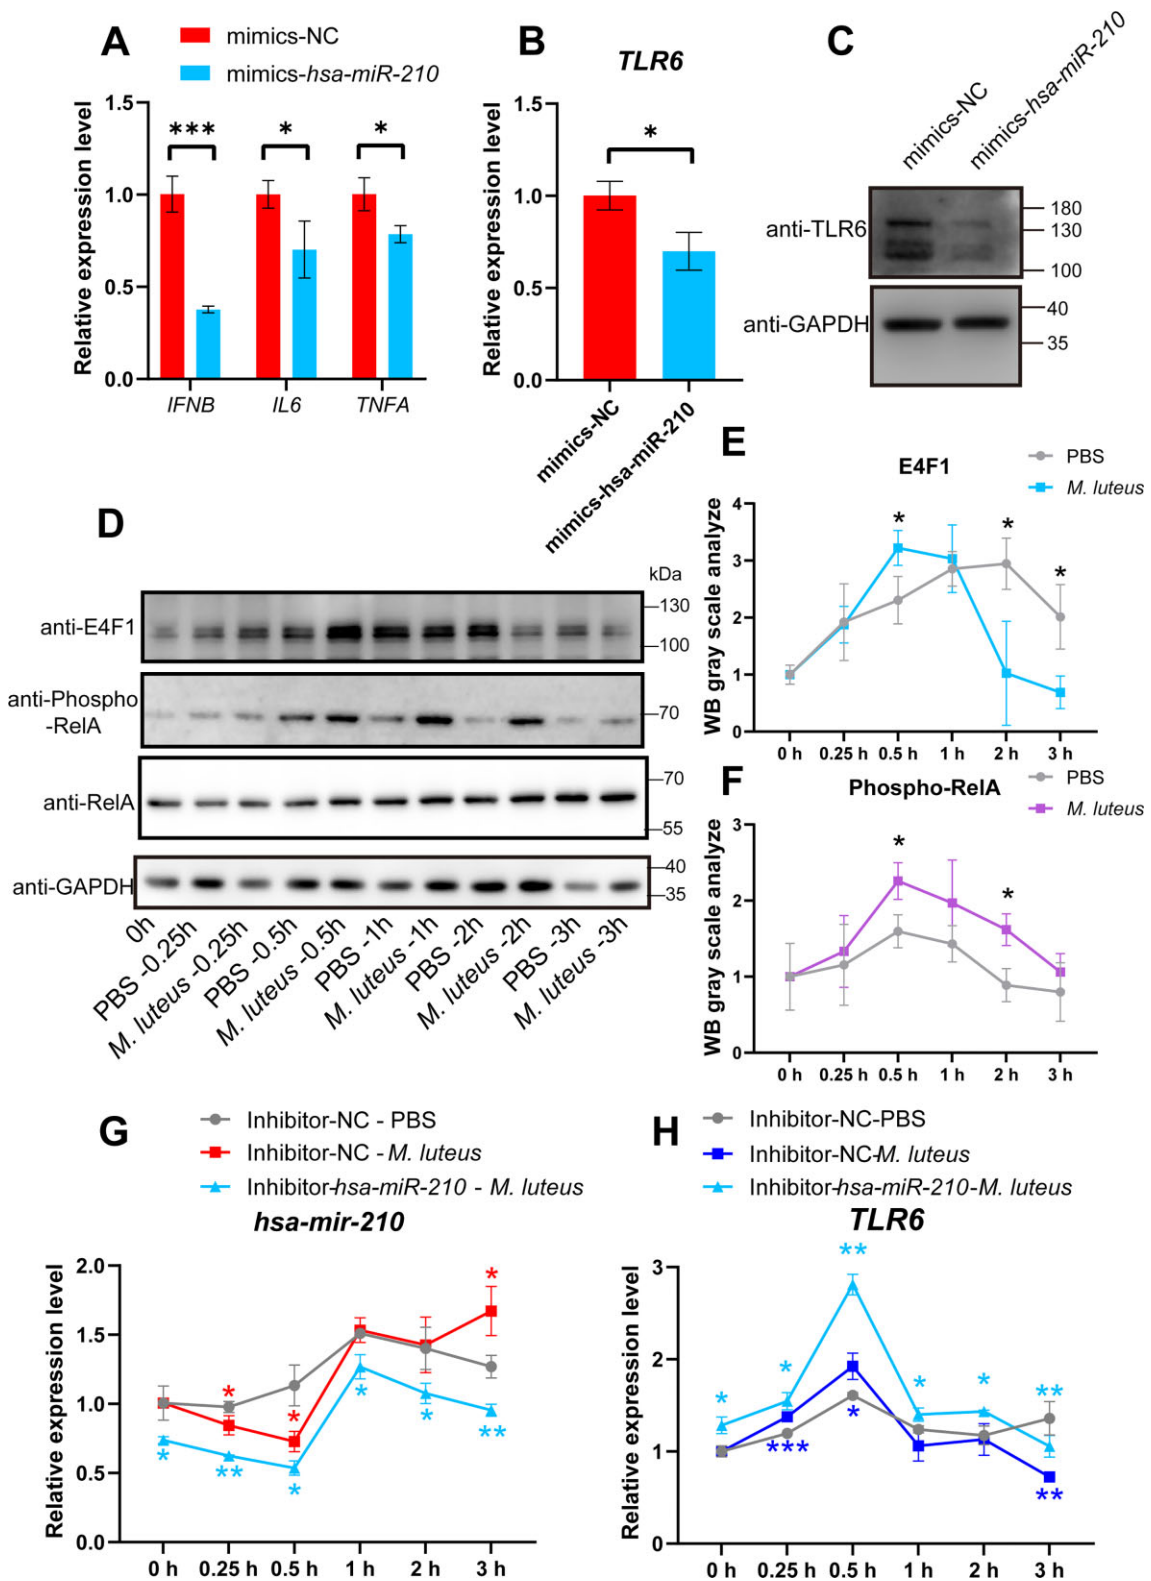 A
mimics-NC
mimics-hsa-miR-210
Relative expression level
1.5
1.0
0.5
0.0
***
*
*
IFNB
IL6
TNFA
B
TLR6
Relative expression level
1.5
1.0
0.5
0.0
*
mimics-NC
mimics-hsa-miR-210
C
mimics-NC
mimics-hsa-miR-210
anti-TLR6
180
130
100
anti-GAPDH
40
35
D
kDa
anti-E4F1
130
100
anti-Phospho
-RelA
70
anti-RelA
70
55
anti-GAPDH
40
35
0h
PBS -0.25h
M. luteus -0.25h
PBS -0.5h
M. luteus -0.5h
PBS -1h
M. luteus -1h
PBS -2h
M. luteus -2h
PBS -3h
M. luteus -3h
E
E4F1
PBS
M. luteus
WB gray scale analyze
4
3
2
1
0
*
*
*
0 h
0.25 h
0.5 h
1 h
2 h
3 h
F
Phospho-RelA
PBS
M. luteus
WB gray scale analyze
3
2
1
0
*
*
0 h
0.25 h
0.5 h
1 h
2 h
3 h
G
Inhibitor-NC - PBS
Inhibitor-NC - M. luteus
Inhibitor-hsa-miR-210 - M. luteus
hsa-mir-210
Relative expression level
2.0
1.5
1.0
0.5
0.0
*
*
*
*
**
*
*
*
**
0 h
0.25 h
0.5 h
1 h
2 h
3 h
H
Inhibitor-NC-PBS
Inhibitor-NC-M. luteus
Inhibitor-hsa-miR-210-M. luteus
TLR6
Relative expression level
3
2
1
0
*
*
**
*
*
**
***
*
**
0 h
0.25 h
0.5 h
1 h
2 h
3 h